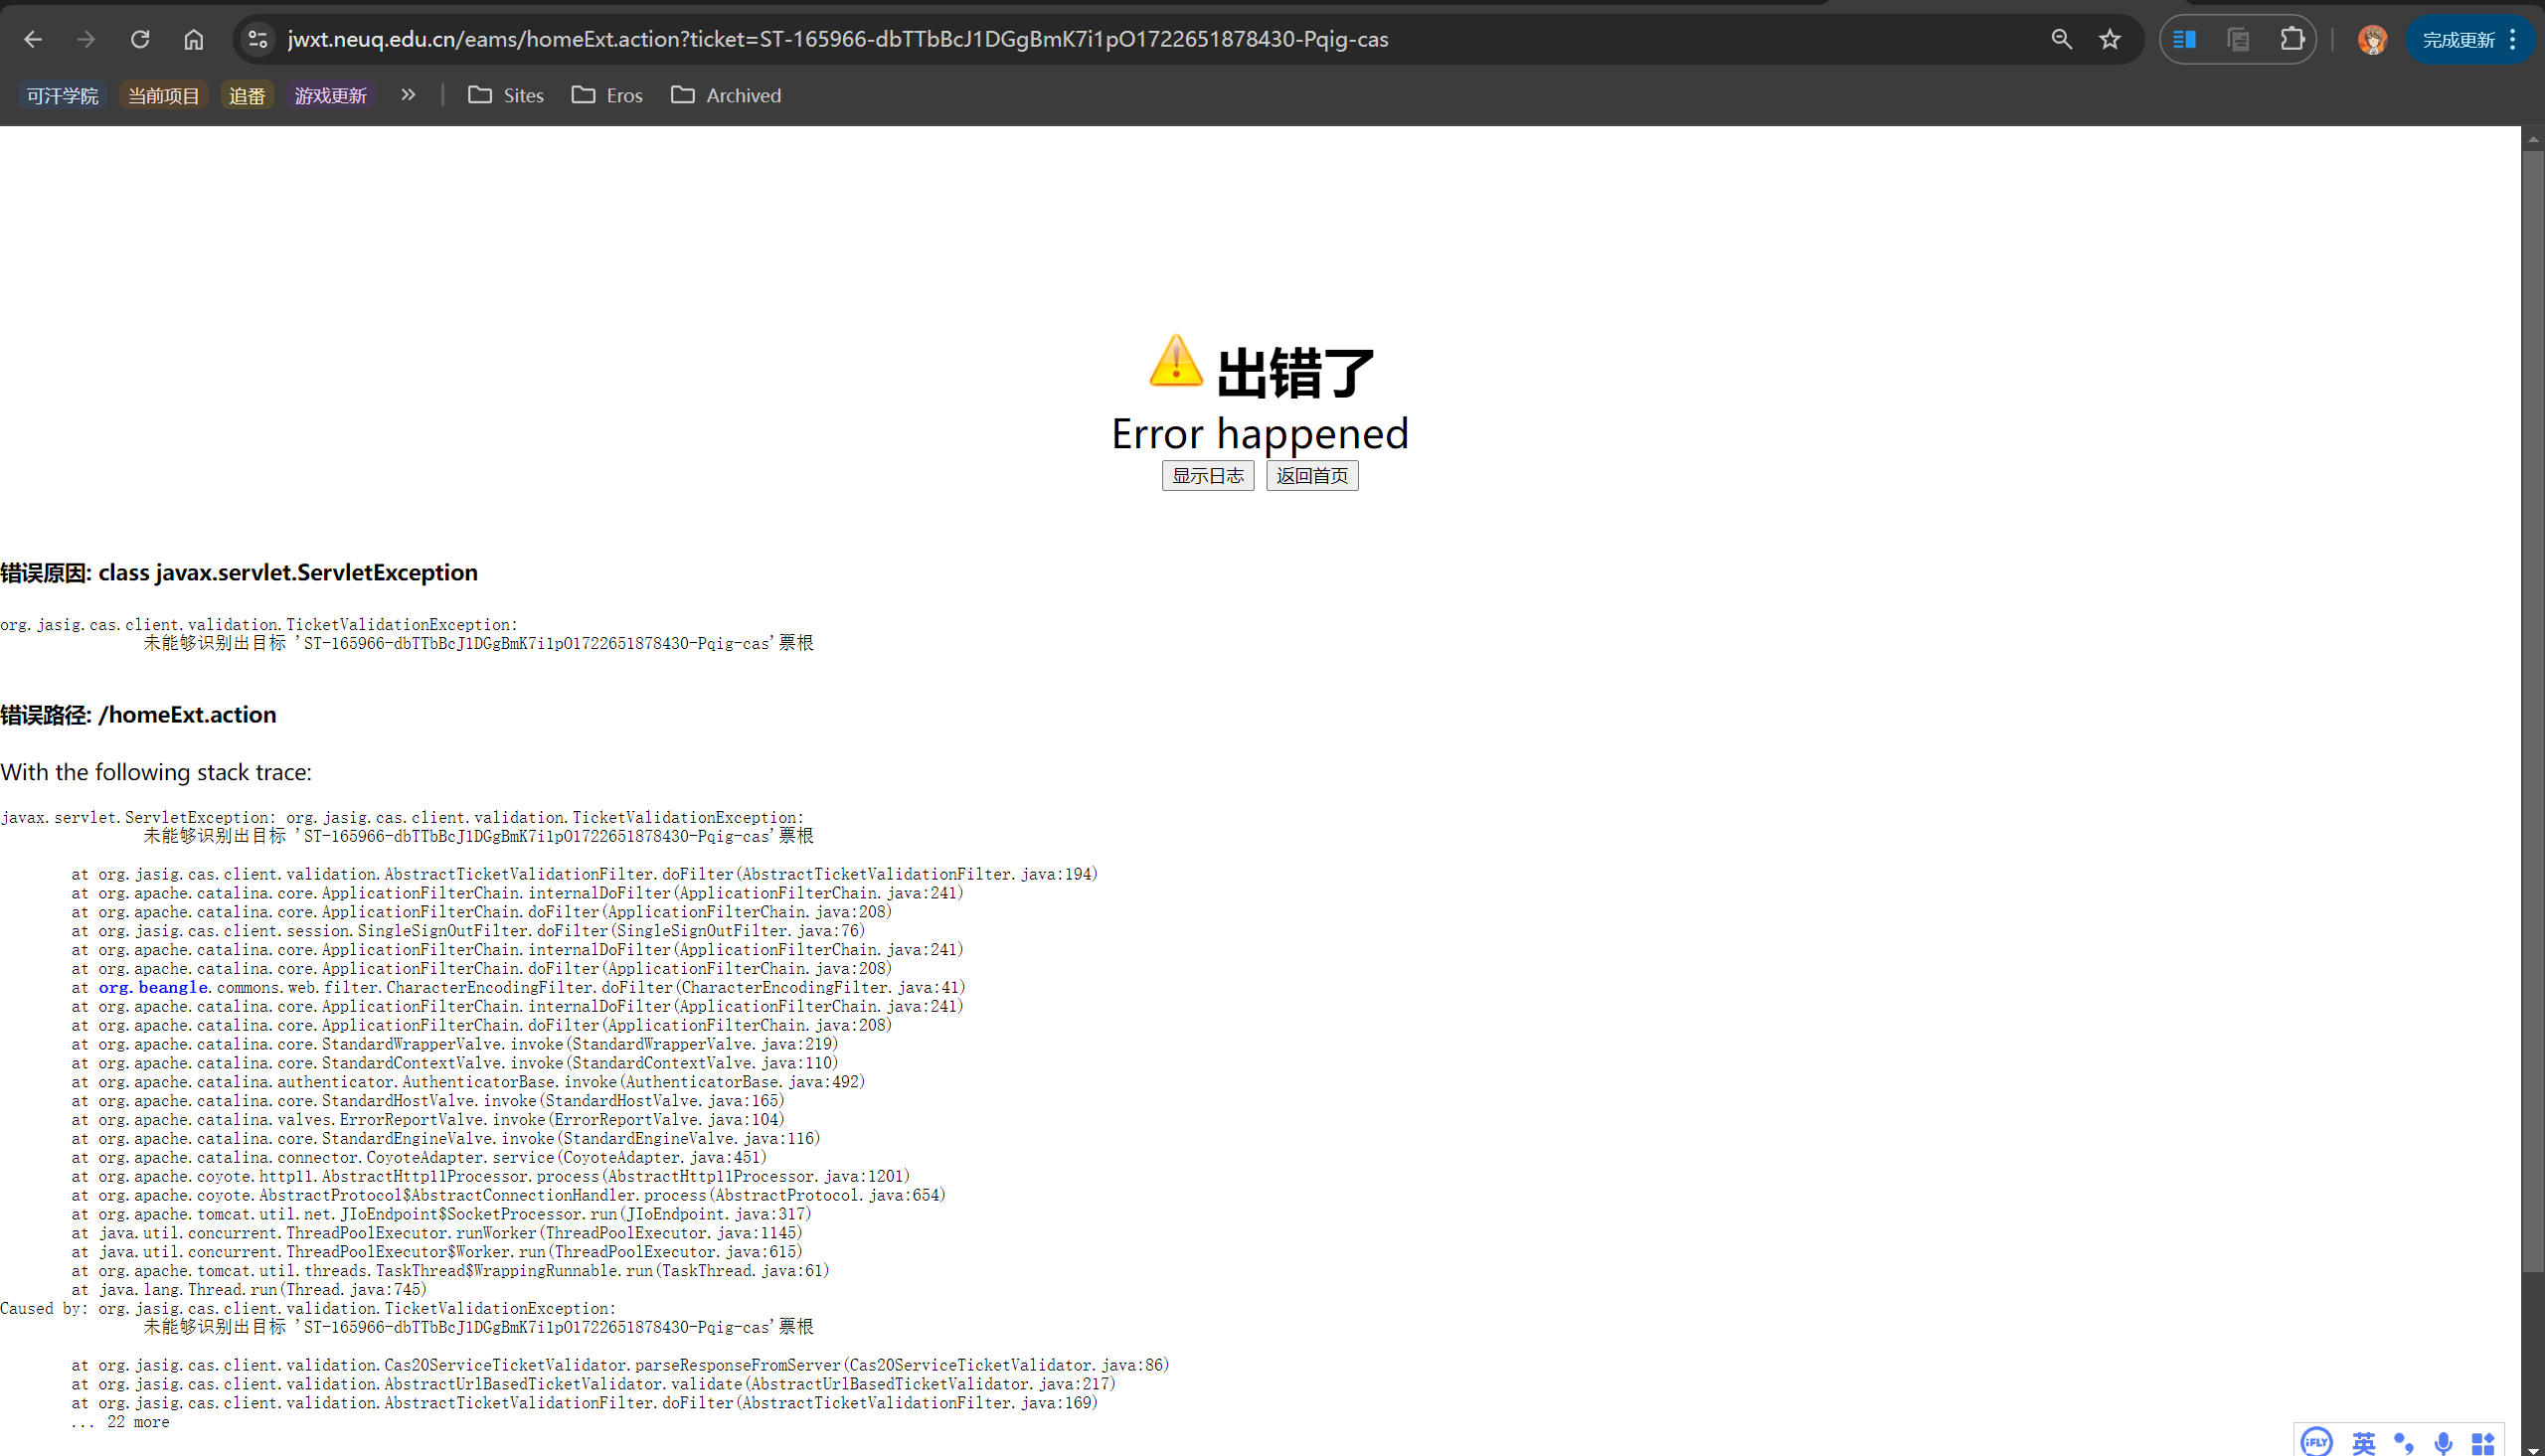 jwxt.neuq.edu.cn/eams/homeExt.action?ticket=ST-165966-dbTTbBcJ1DGgBmK7i1pO1722651878430-Pqig-cas
完成更新
可汗学院 当前项目 追番 游戏更新 Sites Eros Archived
出错了
Error happened
显示日志 返回首页
错误原因: class javax.servlet.ServletException
org.jasig.cas.client.validation.TicketValidationException:
未能够识别出目标 'ST-165966-dbTTbBcJ1DGgBmK7i1pO1722651878430-Pqig-cas'票根
错误路径: /homeExt.action
With the following stack trace:
javax.servlet.ServletException: org.jasig.cas.client.validation.TicketValidationException:
未能够识别出目标 'ST-165966-dbTTbBcJ1DGgBmK7i1pO1722651878430-Pqig-cas'票根
at org.jasig.cas.client.validation.AbstractTicketValidationFilter.doFilter(AbstractTicketValidationFilter.java:194)
at org.apache.catalina.core.ApplicationFilterChain.internalDoFilter(ApplicationFilterChain.java:241)
at org.apache.catalina.core.ApplicationFilterChain.doFilter(ApplicationFilterChain.java:208)
at org.jasig.cas.client.session.SingleSignOutFilter.doFilter(SingleSignOutFilter.java:76)
at org.apache.catalina.core.ApplicationFilterChain.internalDoFilter(ApplicationFilterChain.java:241)
at org.apache.catalina.core.ApplicationFilterChain.doFilter(ApplicationFilterChain.java:208)
at org.beangle.commons.web.filter.CharacterEncodingFilter.doFilter(CharacterEncodingFilter.java:41)
at org.apache.catalina.core.ApplicationFilterChain.internalDoFilter(ApplicationFilterChain.java:241)
at org.apache.catalina.core.ApplicationFilterChain.doFilter(ApplicationFilterChain.java:208)
at org.apache.catalina.core.StandardWrapperValve.invoke(StandardWrapperValve.java:219)
at org.apache.catalina.core.StandardContextValve.invoke(StandardContextValve.java:110)
at org.apache.catalina.authenticator.AuthenticatorBase.invoke(AuthenticatorBase.java:492)
at org.apache.catalina.core.StandardHostValve.invoke(StandardHostValve.java:165)
at org.apache.catalina.valves.ErrorReportValve.invoke(ErrorReportValve.java:104)
at org.apache.catalina.core.StandardEngineValve.invoke(StandardEngineValve.java:116)
at org.apache.catalina.connector.CoyoteAdapter.service(CoyoteAdapter.java:451)
at org.apache.coyote.http11.AbstractHttp11Processor.process(AbstractHttp11Processor.java:1201)
at org.apache.coyote.AbstractProtocol$AbstractConnectionHandler.process(AbstractProtocol.java:654)
at org.apache.tomcat.util.net.JIoEndpoint$SocketProcessor.run(JIoEndpoint.java:317)
at java.util.concurrent.ThreadPoolExecutor.runWorker(ThreadPoolExecutor.java:1145)
at java.util.concurrent.ThreadPoolExecutor$Worker.run(ThreadPoolExecutor.java:615)
at org.apache.tomcat.util.threads.TaskThread$WrappingRunnable.run(TaskThread.java:61)
at java.lang.Thread.run(Thread.java:745)
Caused by: org.jasig.cas.client.validation.TicketValidationException:
未能够识别出目标 'ST-165966-dbTTbBcJ1DGgBmK7i1pO1722651878430-Pqig-cas'票根
at org.jasig.cas.client.validation.Cas20ServiceTicketValidator.parseResponseFromServer(Cas20ServiceTicketValidator.java:86)
at org.jasig.cas.client.validation.AbstractUrlBasedTicketValidator.validate(AbstractUrlBasedTicketValidator.java:217)
at org.jasig.cas.client.validation.AbstractTicketValidationFilter.doFilter(AbstractTicketValidationFilter.java:169)
... 22 more
iFLY 英